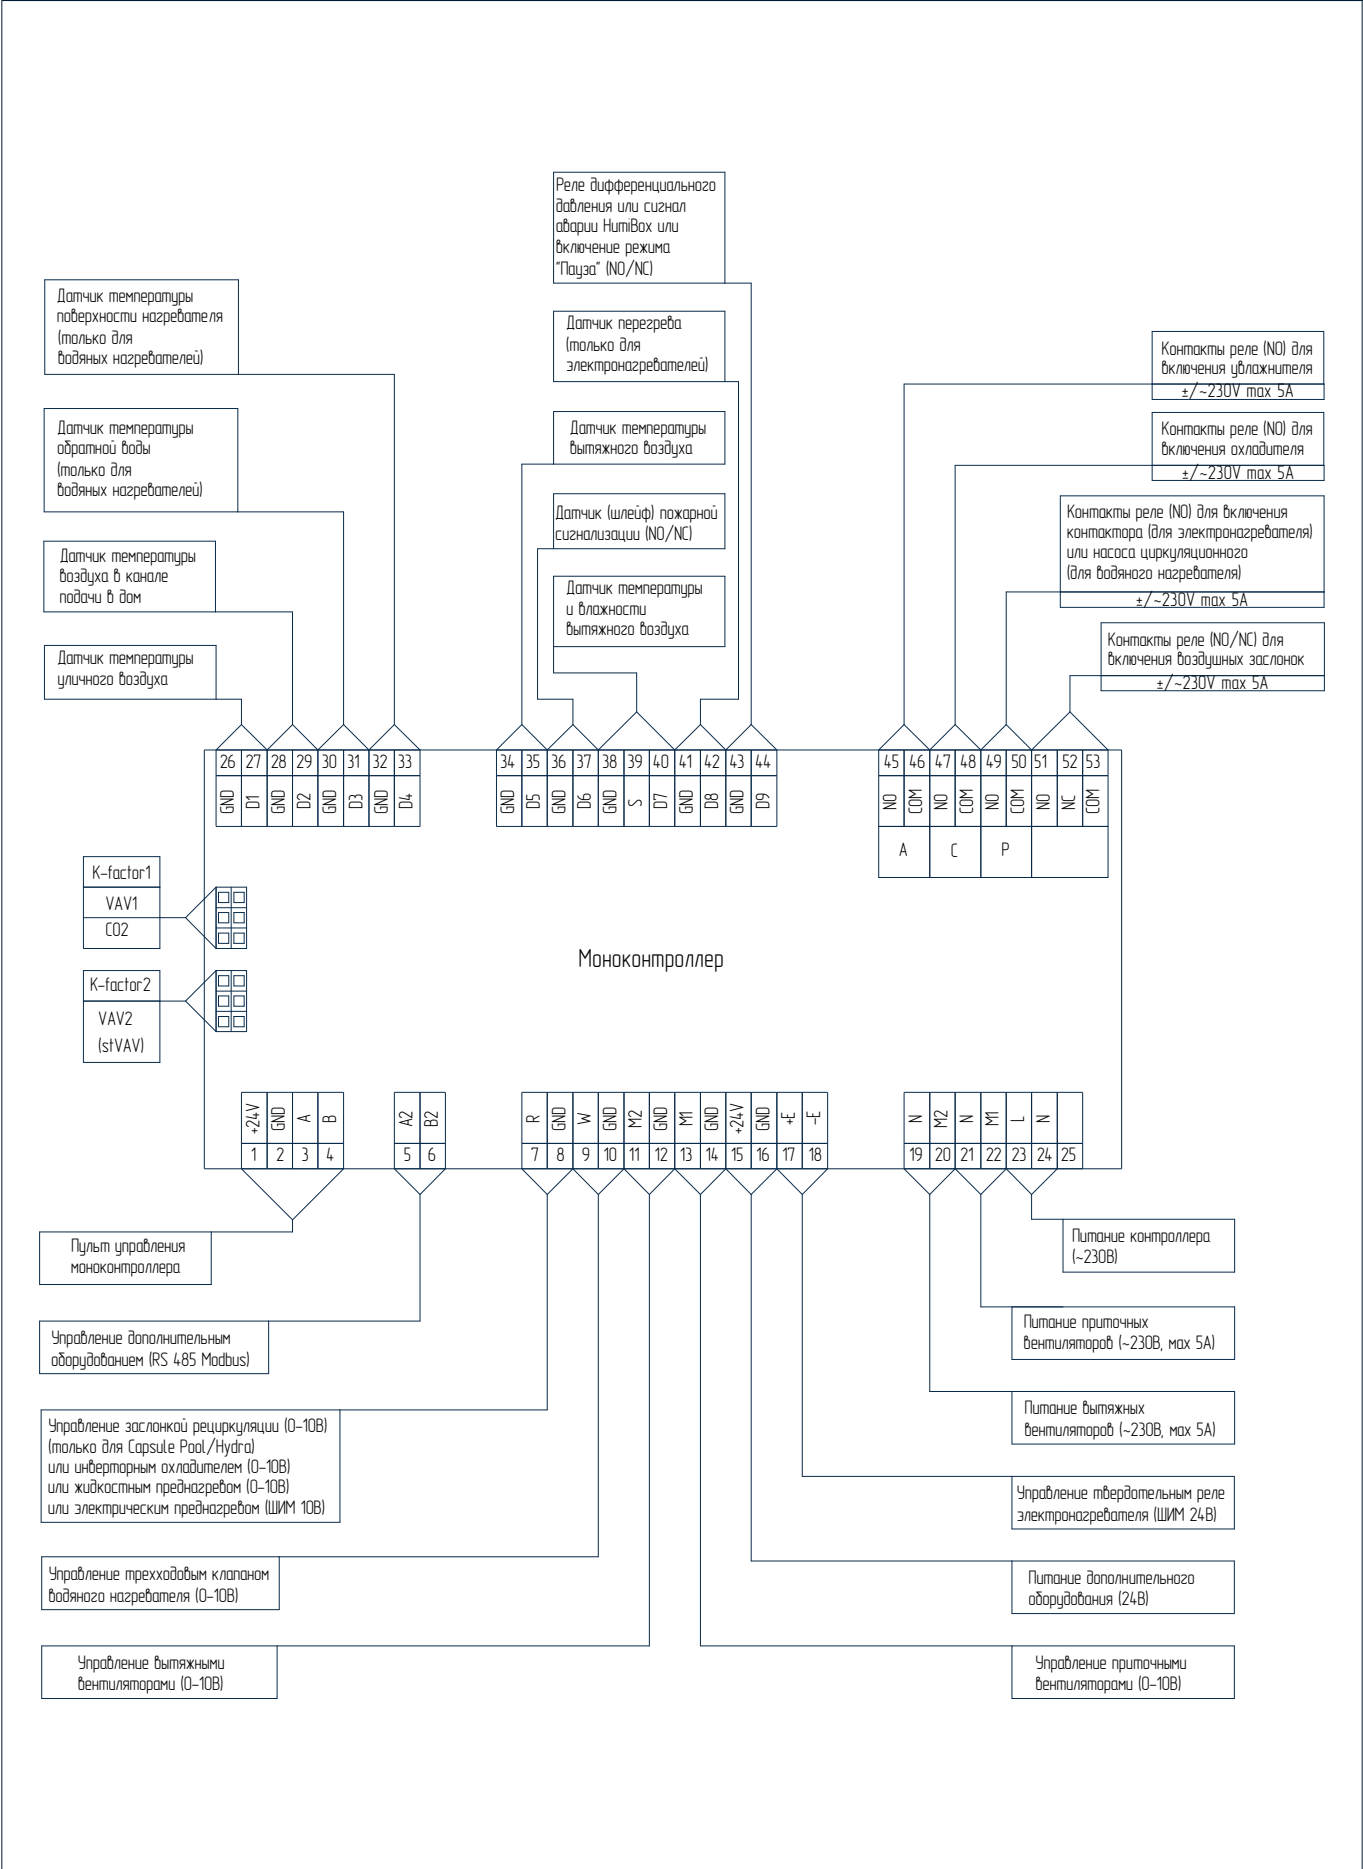 Реле дифференциального
давления или сигнал
аварии HumiBox или
включение режима
"Пауза" (NO/NC)
Датчик температуры
поверхности нагревателя
(только для
водяных нагревателей)
Датчик перегрева
(только для
электронагревателей)
Контакты реле (NO) для
включения увлажнителя
±/~230V max 5A
Датчик температуры
обратной воды
(только для
водяных нагревателей)
Датчик температуры
вытяжного воздуха
Контакты реле (NO) для
включения охладителя
±/~230V max 5A
Датчик (шлейф) пожарной
сигнализации (NO/NC)
Контакты реле (NO) для включения
контактора (для электронагревателя)
или насоса циркуляционного
(для водяного нагревателя)
±/~230V max 5A
Датчик температуры
воздуха в канале
подачи в дом
Датчик температуры
и влажности
вытяжного воздуха
Датчик температуры
уличного воздуха
Контакты реле (NO/NC) для
включения воздушных заслонок
±/~230V max 5A
26 27 28 29 30 31 32 33 34 35 36 37 38 39 40 41 42 43 44 45 46 47 48 49 50 51 52 53
GND D1 GND D2 GND D3 GND D4 GND D5 GND D6 GND S D7 GND D8 GND D9 NO COM NO COM NO COM NO NC COM
A C P
K-factor1
VAV1
CO2
Моноконтроллер
K-factor2
VAV2
(stVAV)
+24V GND A B A2 B2 R GND W GND M2 GND M1 GND +24V GND +E -E N M2 N M1 L N
1 2 3 4 5 6 7 8 9 10 11 12 13 14 15 16 17 18 19 20 21 22 23 24 25
Пульт управления
моноконтроллера
Питание контроллера
(~230В)
Управление дополнительным
оборудованием (RS 485 Modbus)
Питание приточных
вентиляторов (~230В, мах 5А)
Управление заслонкой рециркуляции (0-10В)
(только для Capsule Pool/Hydra)
или инверторным охладителем (0-10В)
или жидкостным преднагревом (0-10В)
или электрическим преднагревом (ШИМ 10В)
Питание вытяжных
вентиляторов (~230В, мах 5А)
Управление твердотельным реле
электронагревателя (ШИМ 24В)
Управление трехходовым клапаном
водяного нагревателя (0-10В)
Питание дополнительного
оборудования (24В)
Управление вытяжными
вентиляторами (0-10В)
Управление приточными
вентиляторами (0-10В)